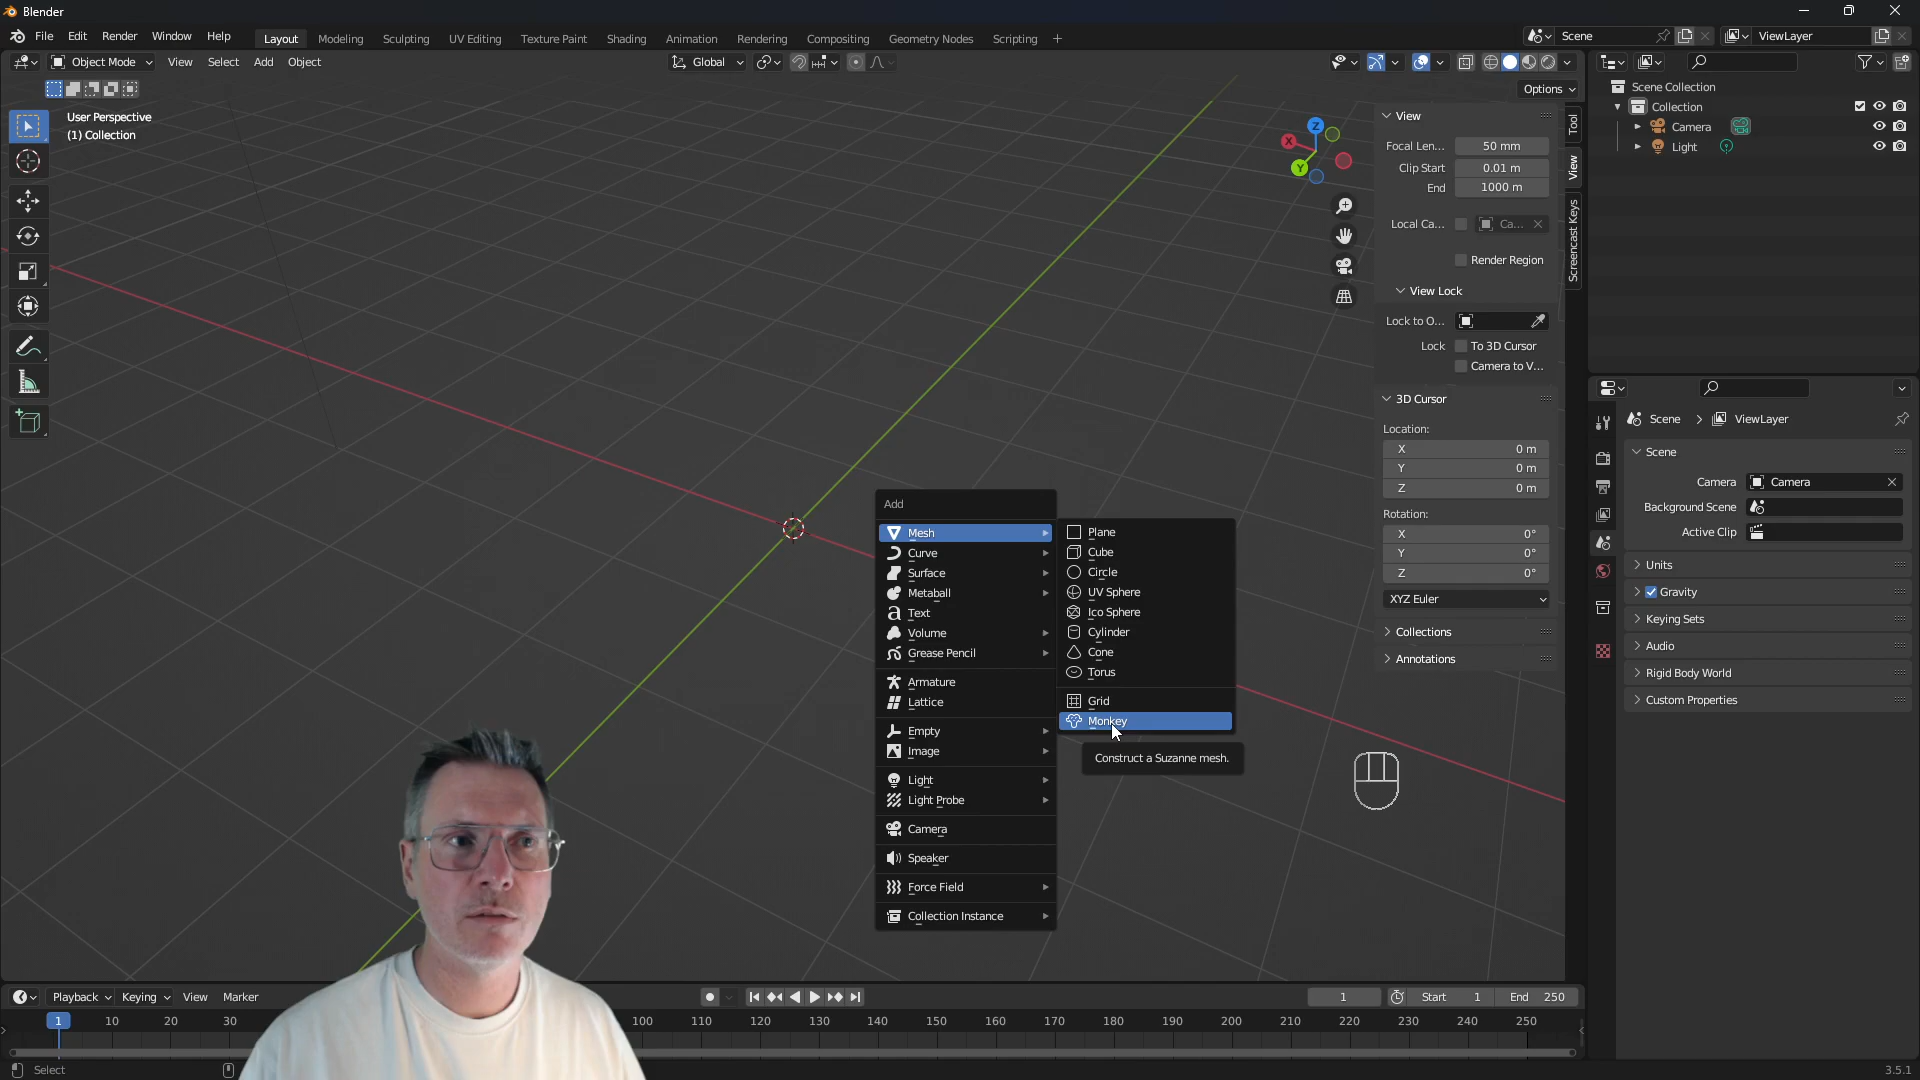 Blender
File Edit Render Window Help
Layout Modeling Sculpting UV Editing Texture Paint Shading Animation Rendering Compositing Geometry Nodes Scripting +
Scene
ViewLayer
Object Mode View Select Add Object
Global
Options
User Perspective
(1) Collection
Z
X
Y
View
Focal Len... 50 mm
Clip Start 0.01 m
End 1000 m
Local Ca... Ca...
Render Region
View Lock
Lock to O...
Lock To 3D Cursor
Camera to V...
3D Cursor
Location:
X 0 m
Y 0 m
Z 0 m
Rotation:
X 0°
Y 0°
Z 0°
XYZ Euler
Collections
Annotations
Tool
View
Screencast Keys
Scene Collection
Collection
Camera
Light
Scene > ViewLayer
Scene
Camera Camera
Background Scene
Active Clip
Units
Gravity
Keying Sets
Audio
Rigid Body World
Custom Properties
Add
Mesh
Curve
Surface
Metaball
Text
Volume
Grease Pencil
Armature
Lattice
Empty
Image
Light
Light Probe
Camera
Speaker
Force Field
Collection Instance
Plane
Cube
Circle
UV Sphere
Ico Sphere
Cylinder
Cone
Torus
Grid
Monkey
Construct a Suzanne mesh.
Playback Keying View Marker
1 Start 1 End 250
1 10 20 30 100 110 120 130 140 150 160 170 180 190 200 210 220 230 240 250
Select
3.5.1